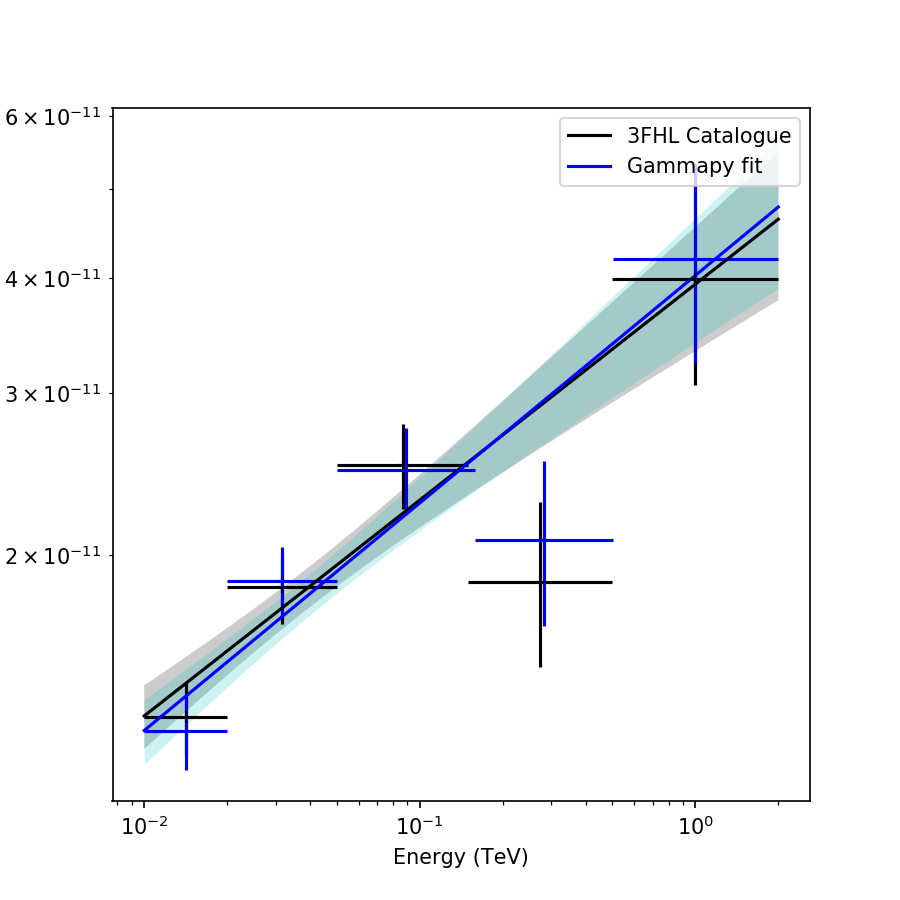 6 × 10⁻¹¹
4 × 10⁻¹¹
3 × 10⁻¹¹
2 × 10⁻¹¹
3FHL Catalogue
Gammapy fit
10⁻²
10⁻¹
10⁰
Energy (TeV)